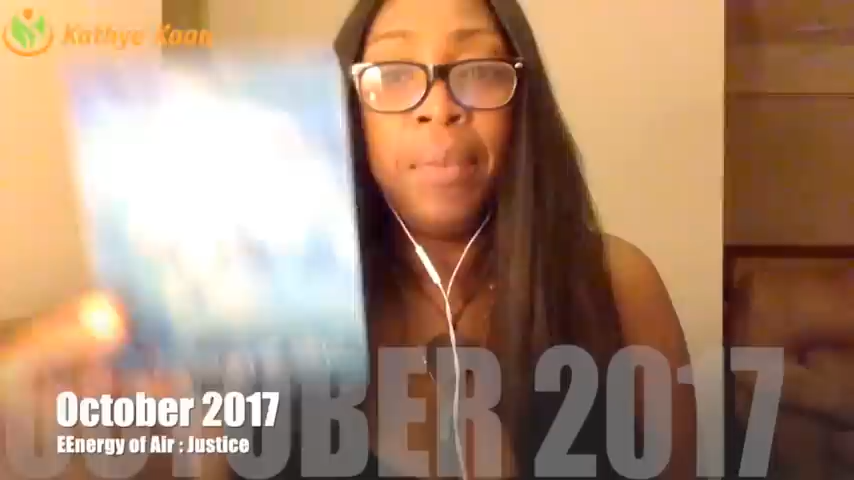 Kathye Kaan
October 2017
EEnergy of Air : Justice
OCTOBER 2017